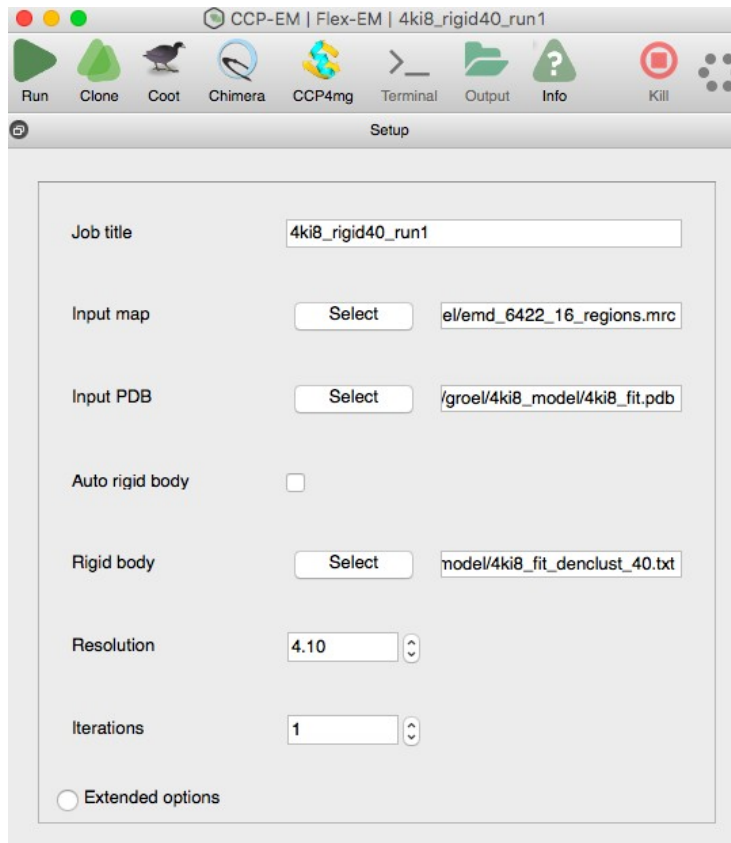 CCP-EM | Flex-EM | 4ki8_rigid40_run1
Run Clone Coot Chimera CCP4mg Terminal Output Info Kill
Setup
Job title 4ki8_rigid40_run1
Input map Select el/emd_6422_16_regions.mrc
Input PDB Select /groel/4ki8_model/4ki8_fit.pdb
Auto rigid body
Rigid body Select model/4ki8_fit_denclust_40.txt
Resolution 4.10
Iterations 1
Extended options